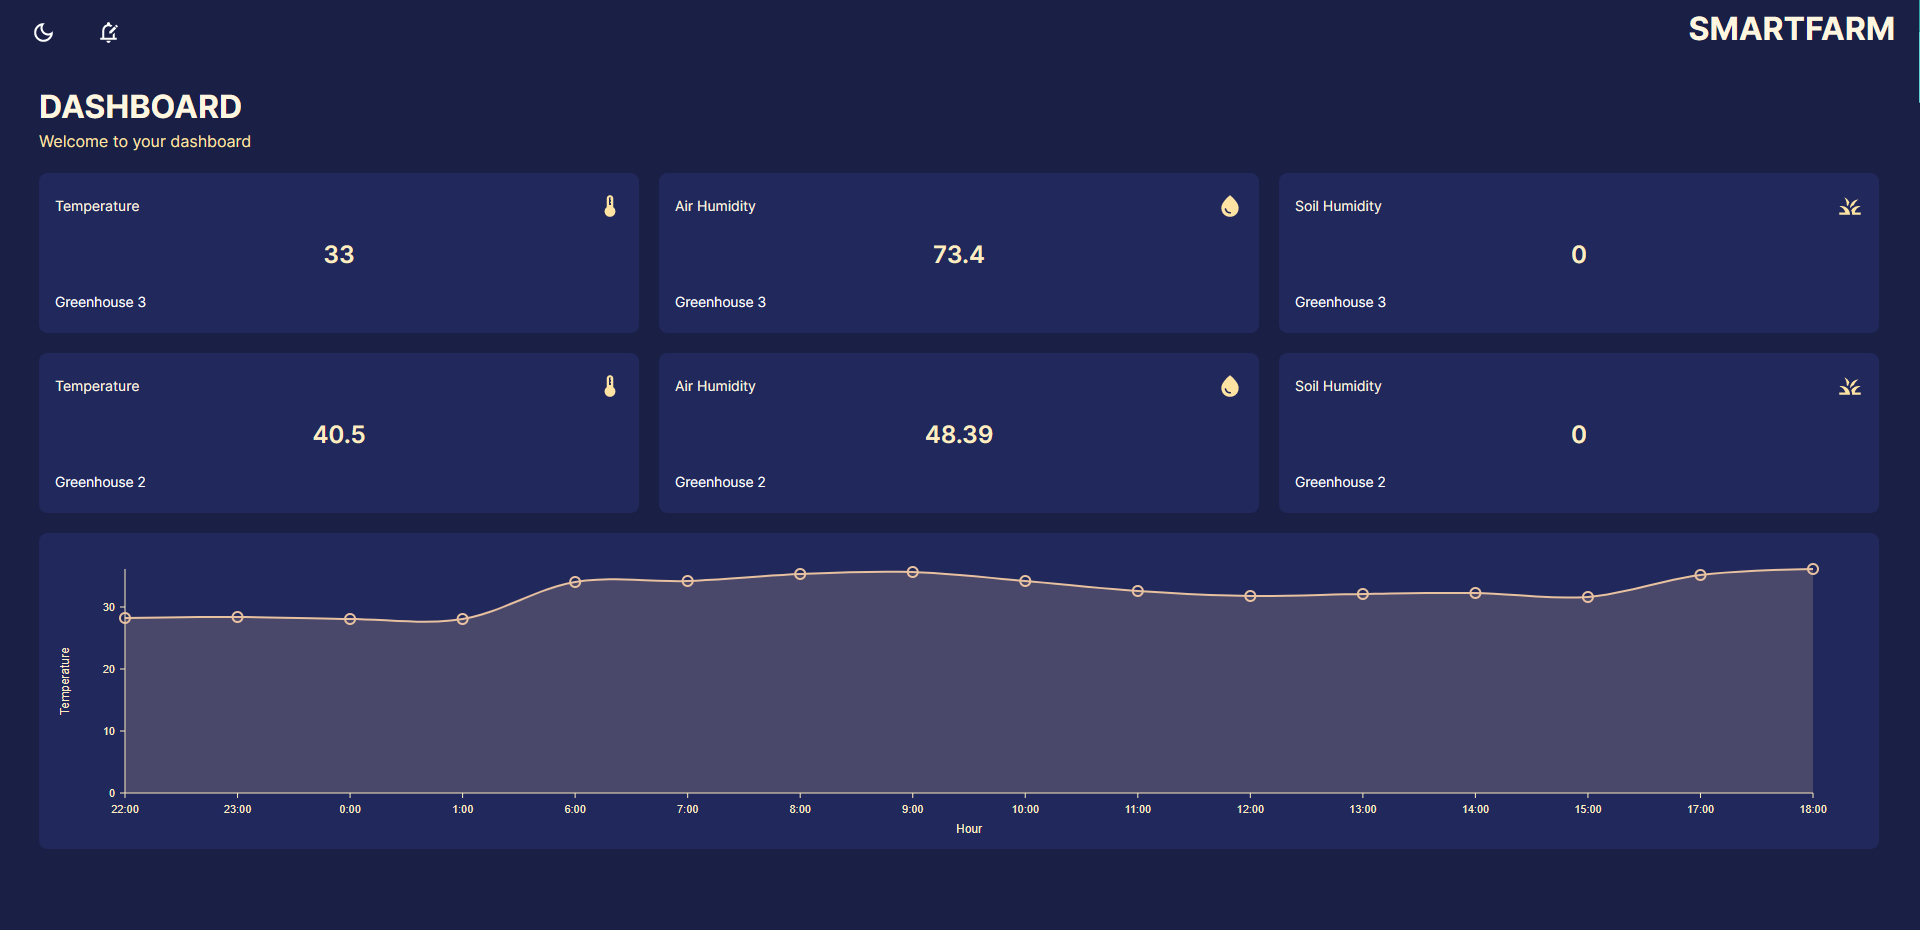 SMARTFARM
DASHBOARD
Welcome to your dashboard
Temperature
33
Greenhouse 3
Air Humidity
73.4
Greenhouse 3
Soil Humidity
0
Greenhouse 3
Temperature
40.5
Greenhouse 2
Air Humidity
48.39
Greenhouse 2
Soil Humidity
0
Greenhouse 2
Temperature
30
20
10
0
22:00 23:00 0:00 1:00 6:00 7:00 8:00 9:00 10:00 11:00 12:00 13:00 14:00 15:00 17:00 18:00
Hour